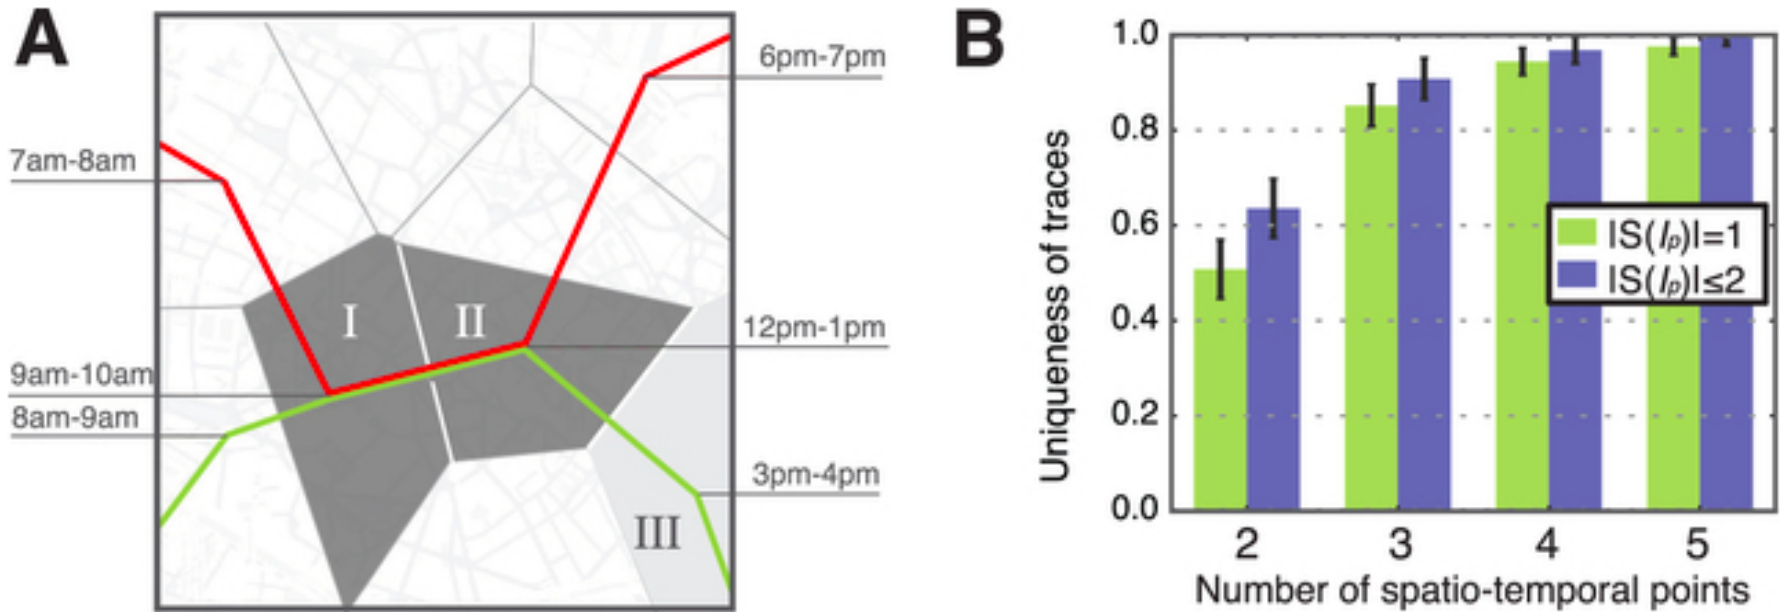 A
6pm-7pm
7am-8am
I
II
12pm-1pm
9am-10am
8am-9am
3pm-4pm
III
B
1.0
0.8
0.6
0.4
0.2
0.0
Uniqueness of traces
|S(Iₚ)|=1
|S(Iₚ)|≤2
2 3 4 5
Number of spatio-temporal points